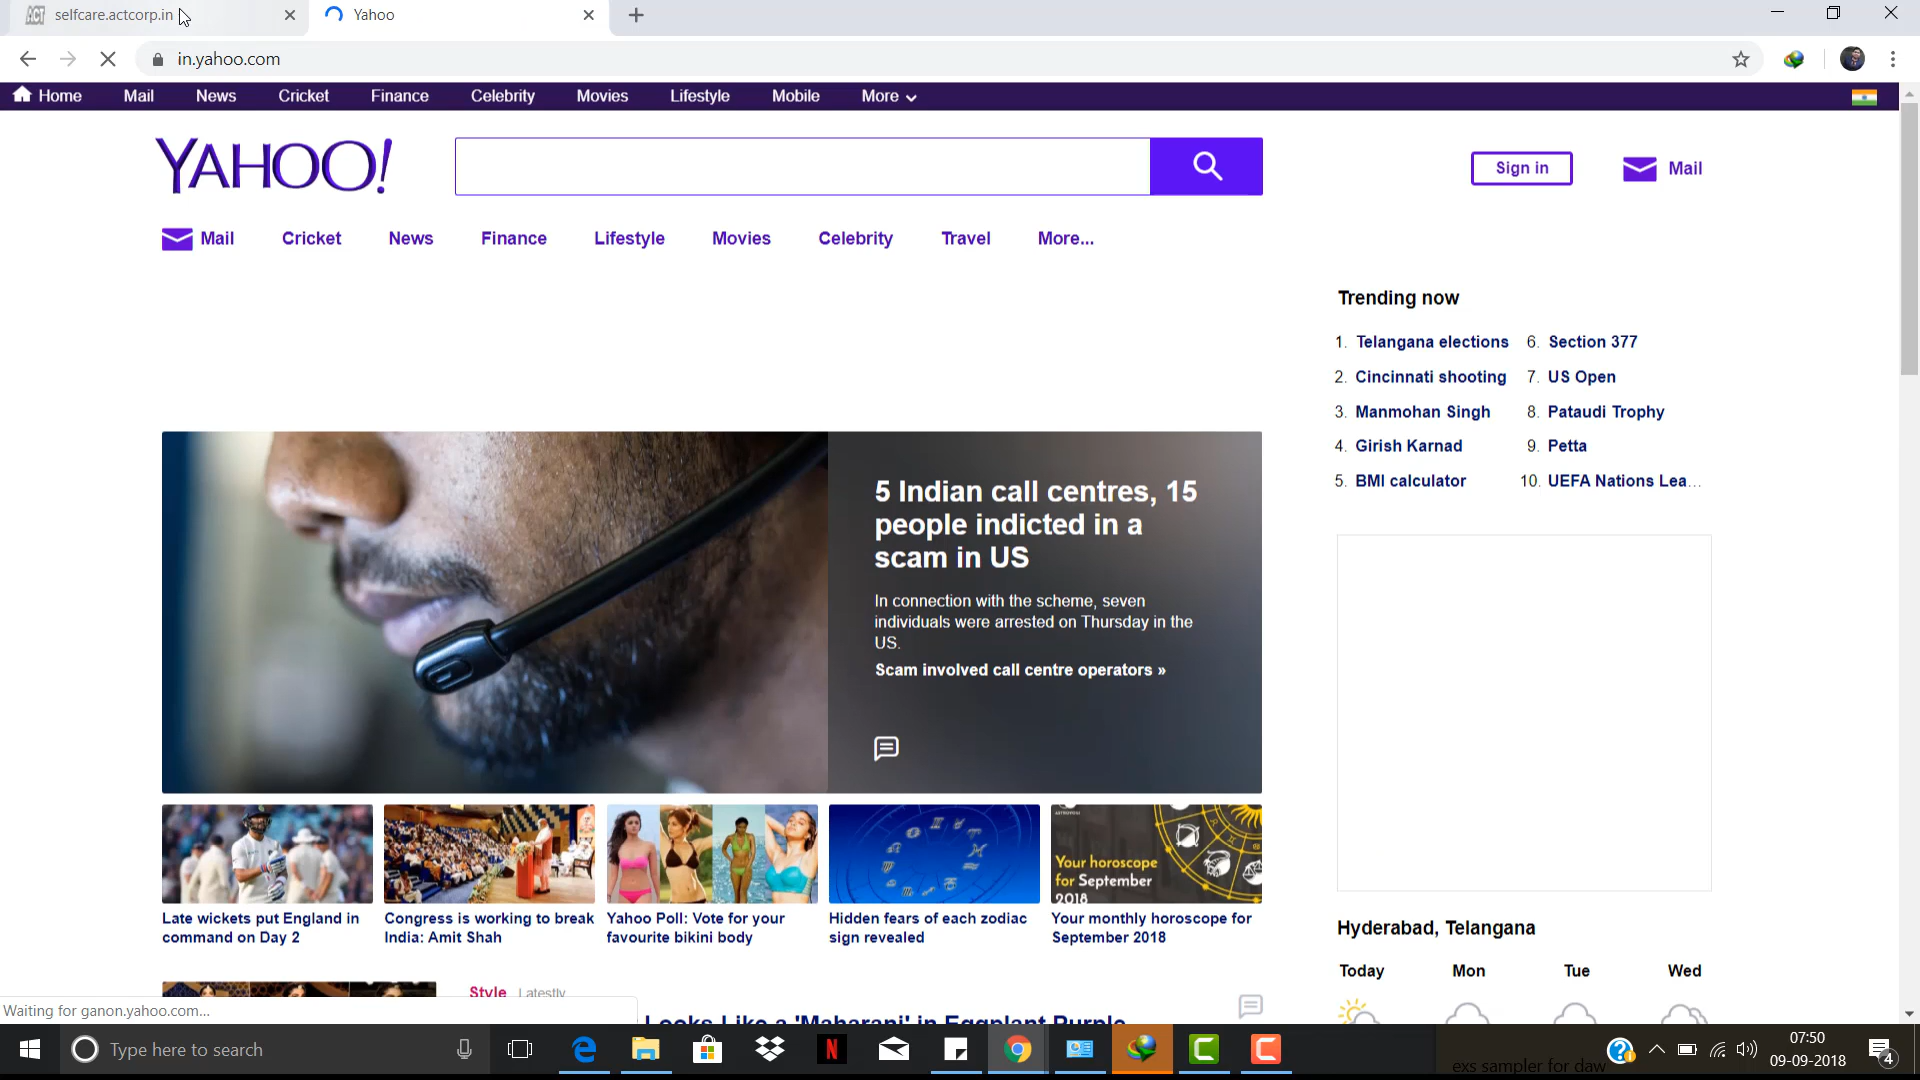 selfcare.actcorp.in
Yahoo
in.yahoo.com
Home Mail News Cricket Finance Celebrity Movies Lifestyle Mobile More
YAHOO!
Sign in
Mail
Mail Cricket News Finance Lifestyle Movies Celebrity Travel More...
Trending now
1. Telangana elections
2. Cincinnati shooting
3. Manmohan Singh
4. Girish Karnad
5. BMI calculator
6. Section 377
7. US Open
8. Pataudi Trophy
9. Petta
10. UEFA Nations Lea...
5 Indian call centres, 15
people indicted in a
scam in US
In connection with the scheme, seven
individuals were arrested on Thursday in the
US.
Scam involved call centre operators »
Your horoscope
for September
2018
Late wickets put England in
command on Day 2
Congress is working to break
India: Amit Shah
Yahoo Poll: Vote for your
favourite bikini body
Hidden fears of each zodiac
sign revealed
Your monthly horoscope for
September 2018
Hyderabad, Telangana
Today Mon Tue Wed
Style Latestly
Looks Like a 'Maharani' in Eggplant Purple
Waiting for ganon.yahoo.com...
Type here to search
exs sampler for daw
07:50
09-09-2018
4